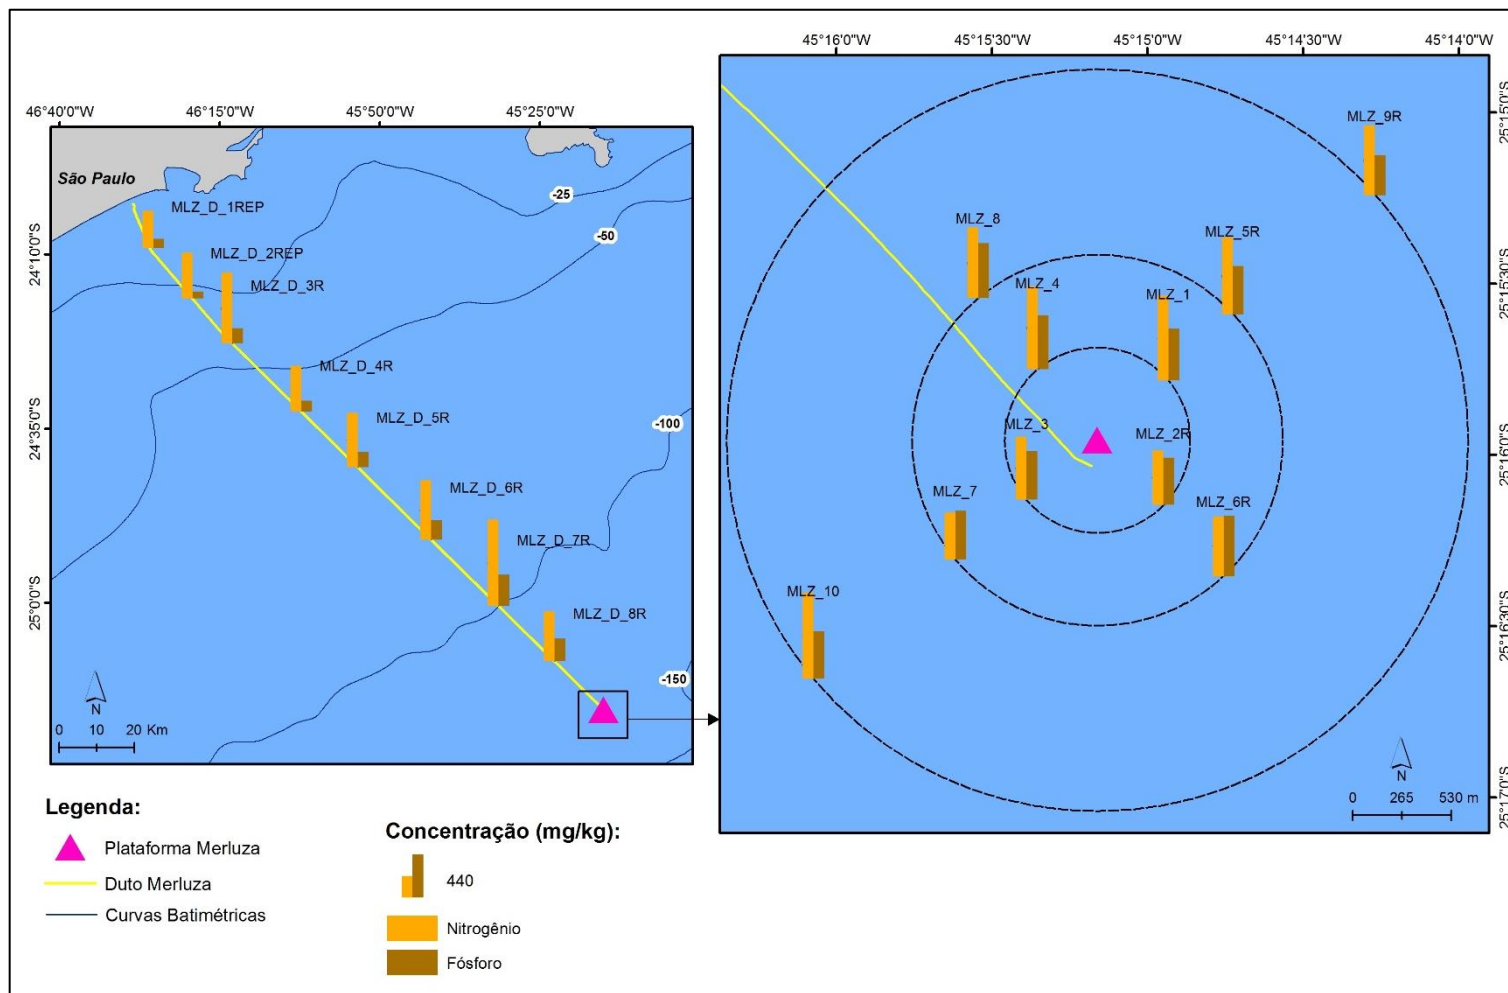 46°40'0"W
46°15'0"W
45°50'0"W
45°25'0"W
24°10'0"S
24°35'0"S
25°0'0"S
São Paulo
MLZ_D_1REP
MLZ_D_2REP
MLZ_D_3R
MLZ_D_4R
MLZ_D_5R
MLZ_D_6R
MLZ_D_7R
MLZ_D_8R
-25
-50
-100
-150
N
0 10 20 Km
45°16'0"W
45°15'30"W
45°15'0"W
45°14'30"W
45°14'0"W
25°15'0"S
25°15'30"S
25°16'0"S
25°16'30"S
25°17'0"S
MLZ_9R
MLZ_8
MLZ_5R
MLZ_4
MLZ_1
MLZ_3
MLZ_2R
MLZ_7
MLZ_6R
MLZ_10
N
0 265 530 m
Legenda:
Plataforma Merluza
Duto Merluza
Curvas Batimétricas
Concentração (mg/kg):
440
Nitrogênio
Fósforo